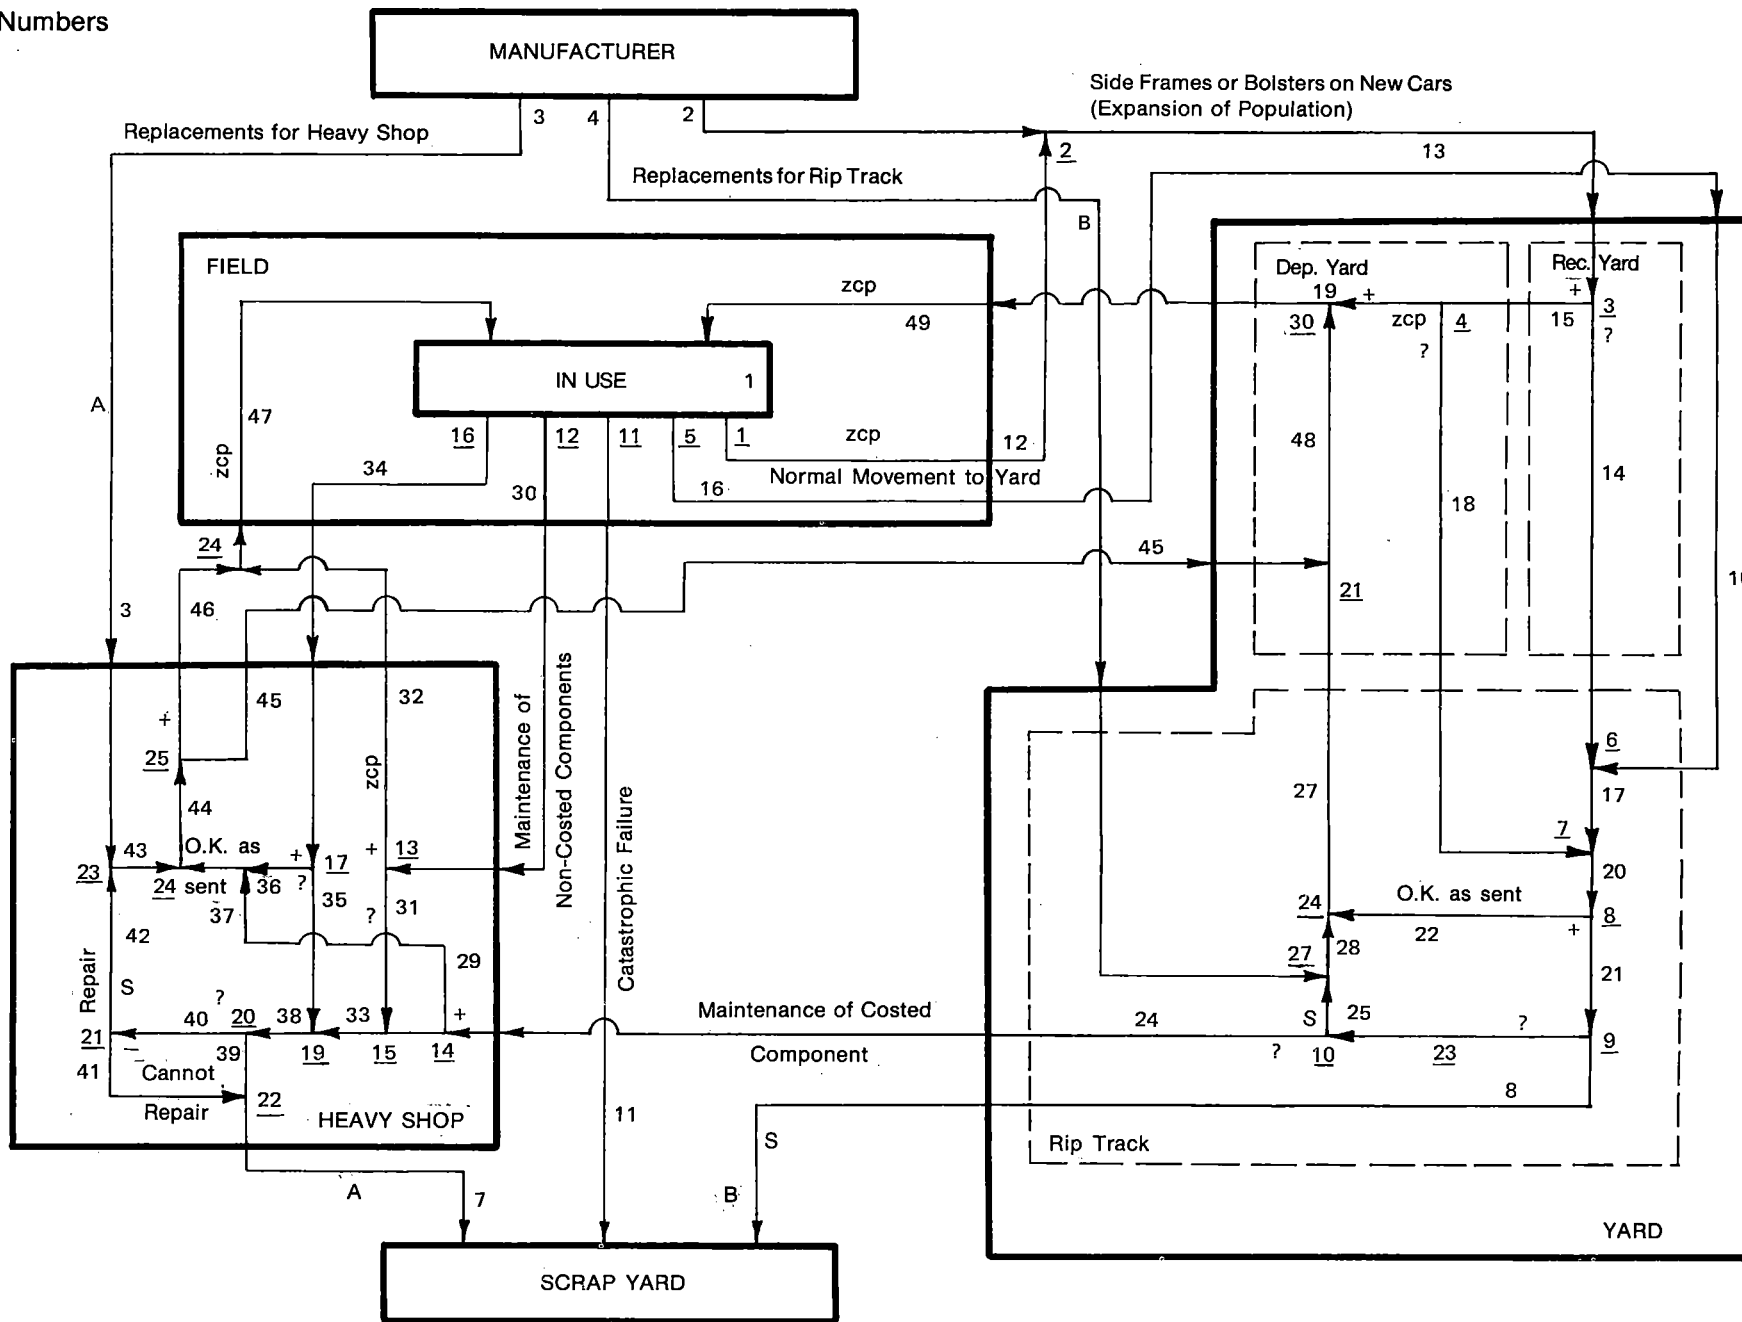 Numbers
MANUFACTURER
3
4
2
Side Frames or Bolsters on New Cars
(Expansion of Population)
Replacements for Heavy Shop
2
13
Replacements for Rip Track
B
FIELD
zcp
49
Dep. Yard
19
+
30
zcp
4
?
Rec. Yard
+
15
3
?
IN USE
1
A
47
zcp
16
12
11
5
1
zcp
12
34
30
16
Normal Movement to Yard
48
18
14
24
45
21
3
46
45
32
+
25
zcp
44
Maintenance of
Non-Costed Components
Catastrophic Failure
6
27
17
7
43
O.K. as
+
17
+
13
23
24
sent
36
?
20
37
35
?
31
24
O.K. as sent
8
22
+
42
29
27
28
21
Repair
S
?
+
40
20
38
33
Maintenance of Costed
24
S
25
?
21
39
19
15
14
Component
?
10
23
9
41
Cannot
Repair
22
HEAVY SHOP
11
8
S
Rip Track
A
7
B
YARD
SCRAP YARD